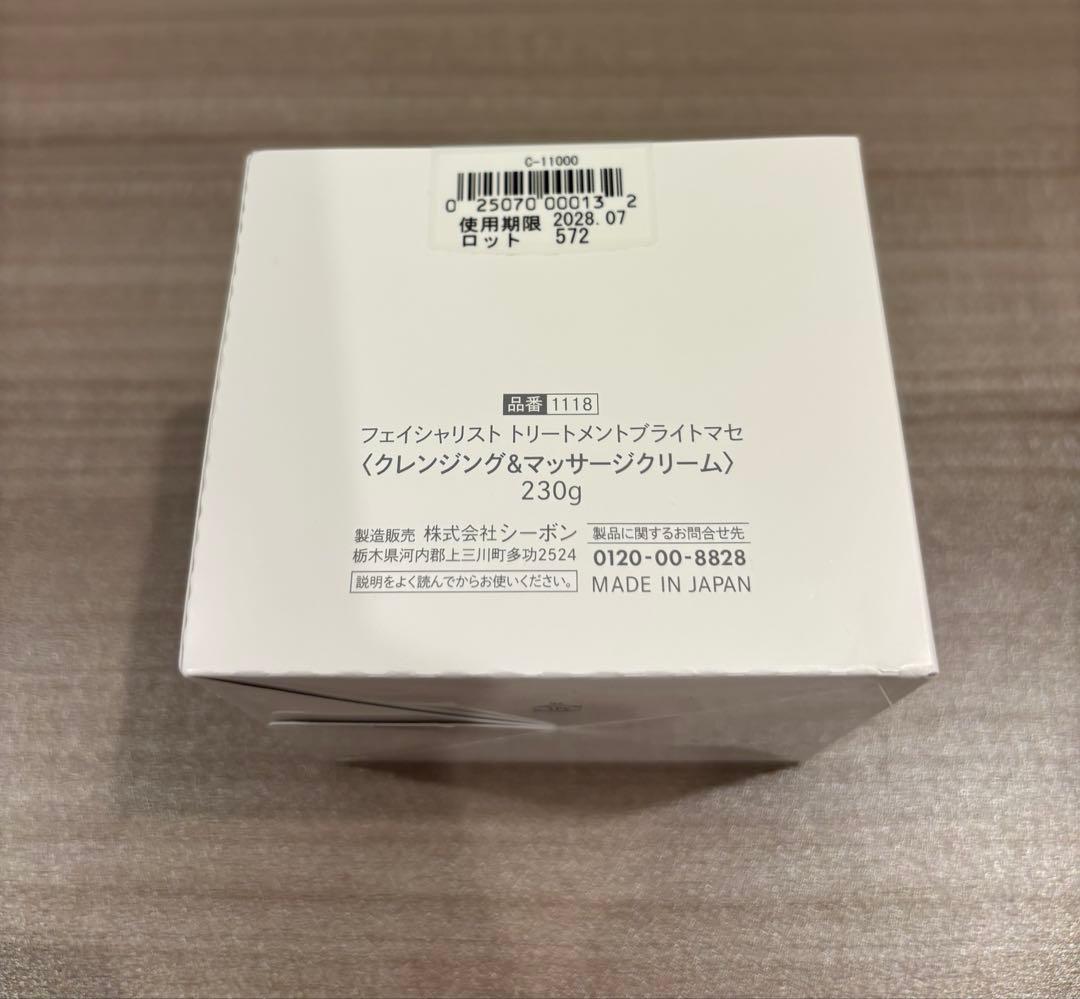 C-11000
0 25070 00013 2
使用期限 2028.07
ロット 572
品番 1118
フェイシャリスト トリートメントブライトマセ
〈クレンジング&マッサージクリーム〉
230g
製造販売 株式会社シーボン
栃木県河内郡上三川町多功2524
説明をよく読んでからお使いください。
製品に関するお問合せ先
0120-00-8828
MADE IN JAPAN